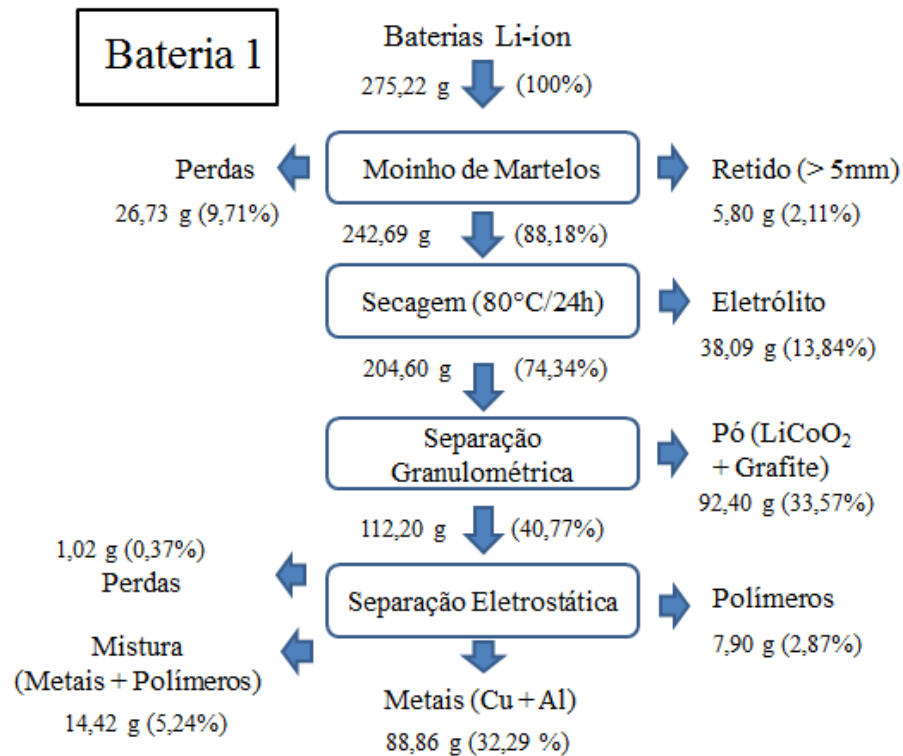 Bateria 1
Baterias Li-íon
275,22 g (100%)
Moinho de Martelos
Perdas
26,73 g (9,71%)
Retido (> 5mm)
5,80 g (2,11%)
242,69 g (88,18%)
Secagem (80°C/24h)
Eletrólito
38,09 g (13,84%)
204,60 g (74,34%)
Separação
Granulométrica
Pó (LiCoO₂
+ Grafite)
92,40 g (33,57%)
112,20 g (40,77%)
1,02 g (0,37%)
Perdas
Separação Eletrostática
Polímeros
7,90 g (2,87%)
Mistura
(Metais + Polímeros)
14,42 g (5,24%)
Metais (Cu + Al)
88,86 g (32,29 %)